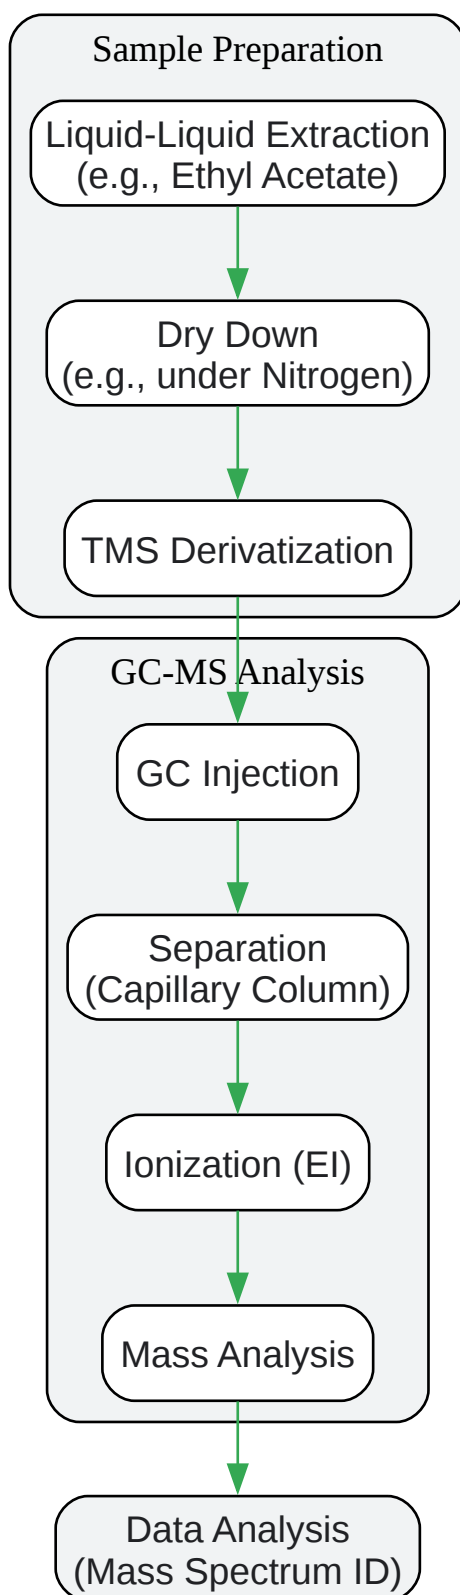 Sample Preparation
Liquid-Liquid Extraction
(e.g., Ethyl Acetate)
Dry Down
(e.g., under Nitrogen)
TMS Derivatization
GC-MS Analysis
GC Injection
Separation
(Capillary Column)
Ionization (EI)
Mass Analysis
Data Analysis
(Mass Spectrum ID)